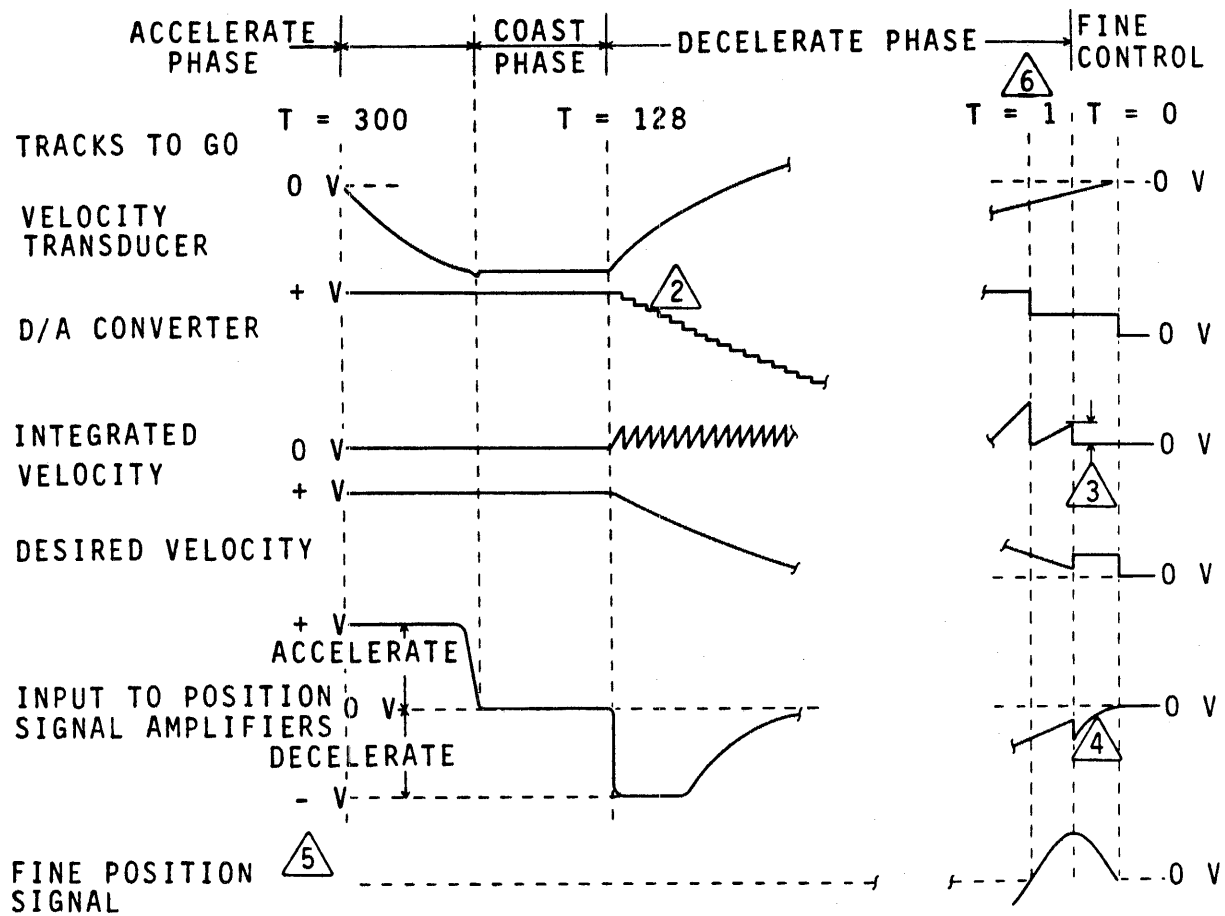 ACCELERATE PHASE
COAST PHASE
DECELERATE PHASE
FINE CONTROL
6
T = 300
T = 128
T = 1
T = 0
TRACKS TO GO
0 V
0 V
VELOCITY TRANSDUCER
+ V
2
D/A CONVERTER
0 V
INTEGRATED VELOCITY
0 V
0 V
3
+ V
DESIRED VELOCITY
0 V
+ V
ACCELERATE
INPUT TO POSITION SIGNAL AMPLIFIERS
0 V
0 V
4
DECELERATE
- V
5
FINE POSITION SIGNAL
0 V